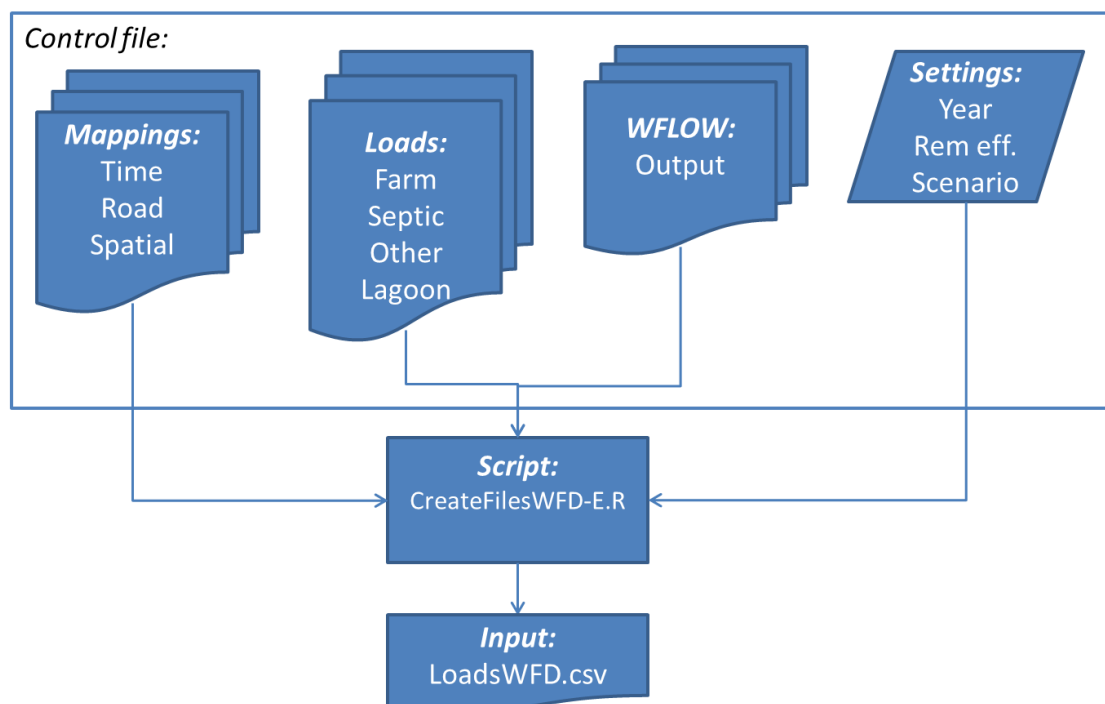 Control file:
Mappings:
Time
Road
Spatial
Loads:
Farm
Septic
Other
Lagoon
WFLOW:
Output
Settings:
Year
Rem eff.
Scenario
Script:
CreateFilesWFD-E.R
Input:
LoadsWFD.csv